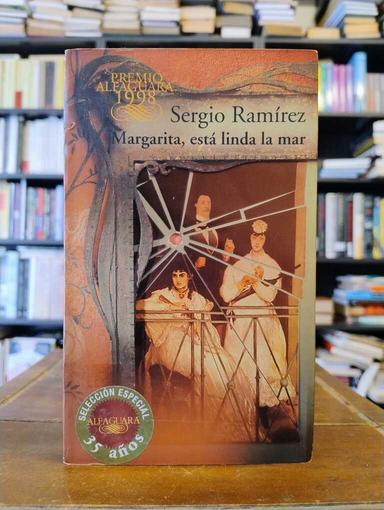 PREMIO
ALFAGUARA
1998
Sergio Ramírez
Margarita, está linda la mar
SELECCIÓN ESPECIAL
ALFAGUARA
35 años